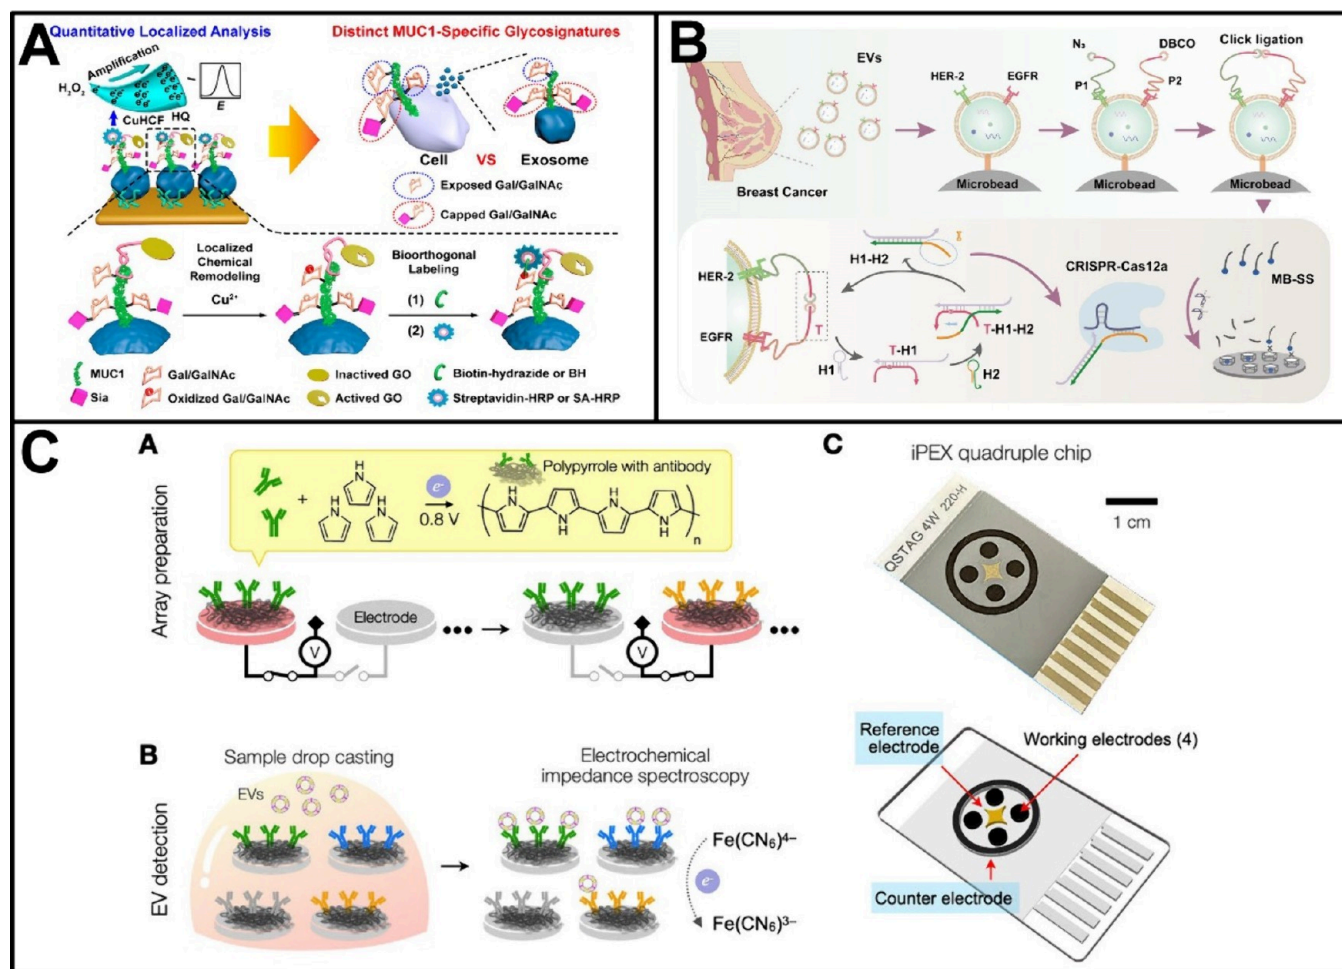 A
Quantitative Localized Analysis
Distinct MUC1-Specific Glycosignatures
Amplification
H₂O₂
E
CuHCF
HQ
Cell
VS
Exosome
Exposed Gal/GalNAc
Capped Gal/GalNAc
Localized
Chemical
Remodeling
Cu²⁺
Bioorthogonal
Labeling
(1)
(2)
MUC1
Gal/GalNAc
Inactived GO
Biotin-hydrazide or BH
Sia
Oxidized Gal/GalNAc
Actived GO
Streptavidin-HRP or SA-HRP
B
EVs
Breast Cancer
HER-2
EGFR
Microbead
N₃
DBCO
P1
P2
Microbead
Click ligation
Microbead
HER-2
EGFR
T
H1-H2
H1
T-H1
H2
T-H1-H2
CRISPR-Cas12a
MB-SS
C
A
Array preparation
+
H
N
H
N
H
N
e⁻
0.8 V
Polypyrrole with antibody
H
N
N
H
H
N
N
H
n
Electrode
V
V
B
EV detection
Sample drop casting
EVs
Electrochemical
impedance spectroscopy
Fe(CN₆)⁴⁻
e⁻
Fe(CN₆)³⁻
C
iPEX quadruple chip
QSTAG 4W 220-H
1 cm
Reference
electrode
Working electrodes (4)
Counter electrode